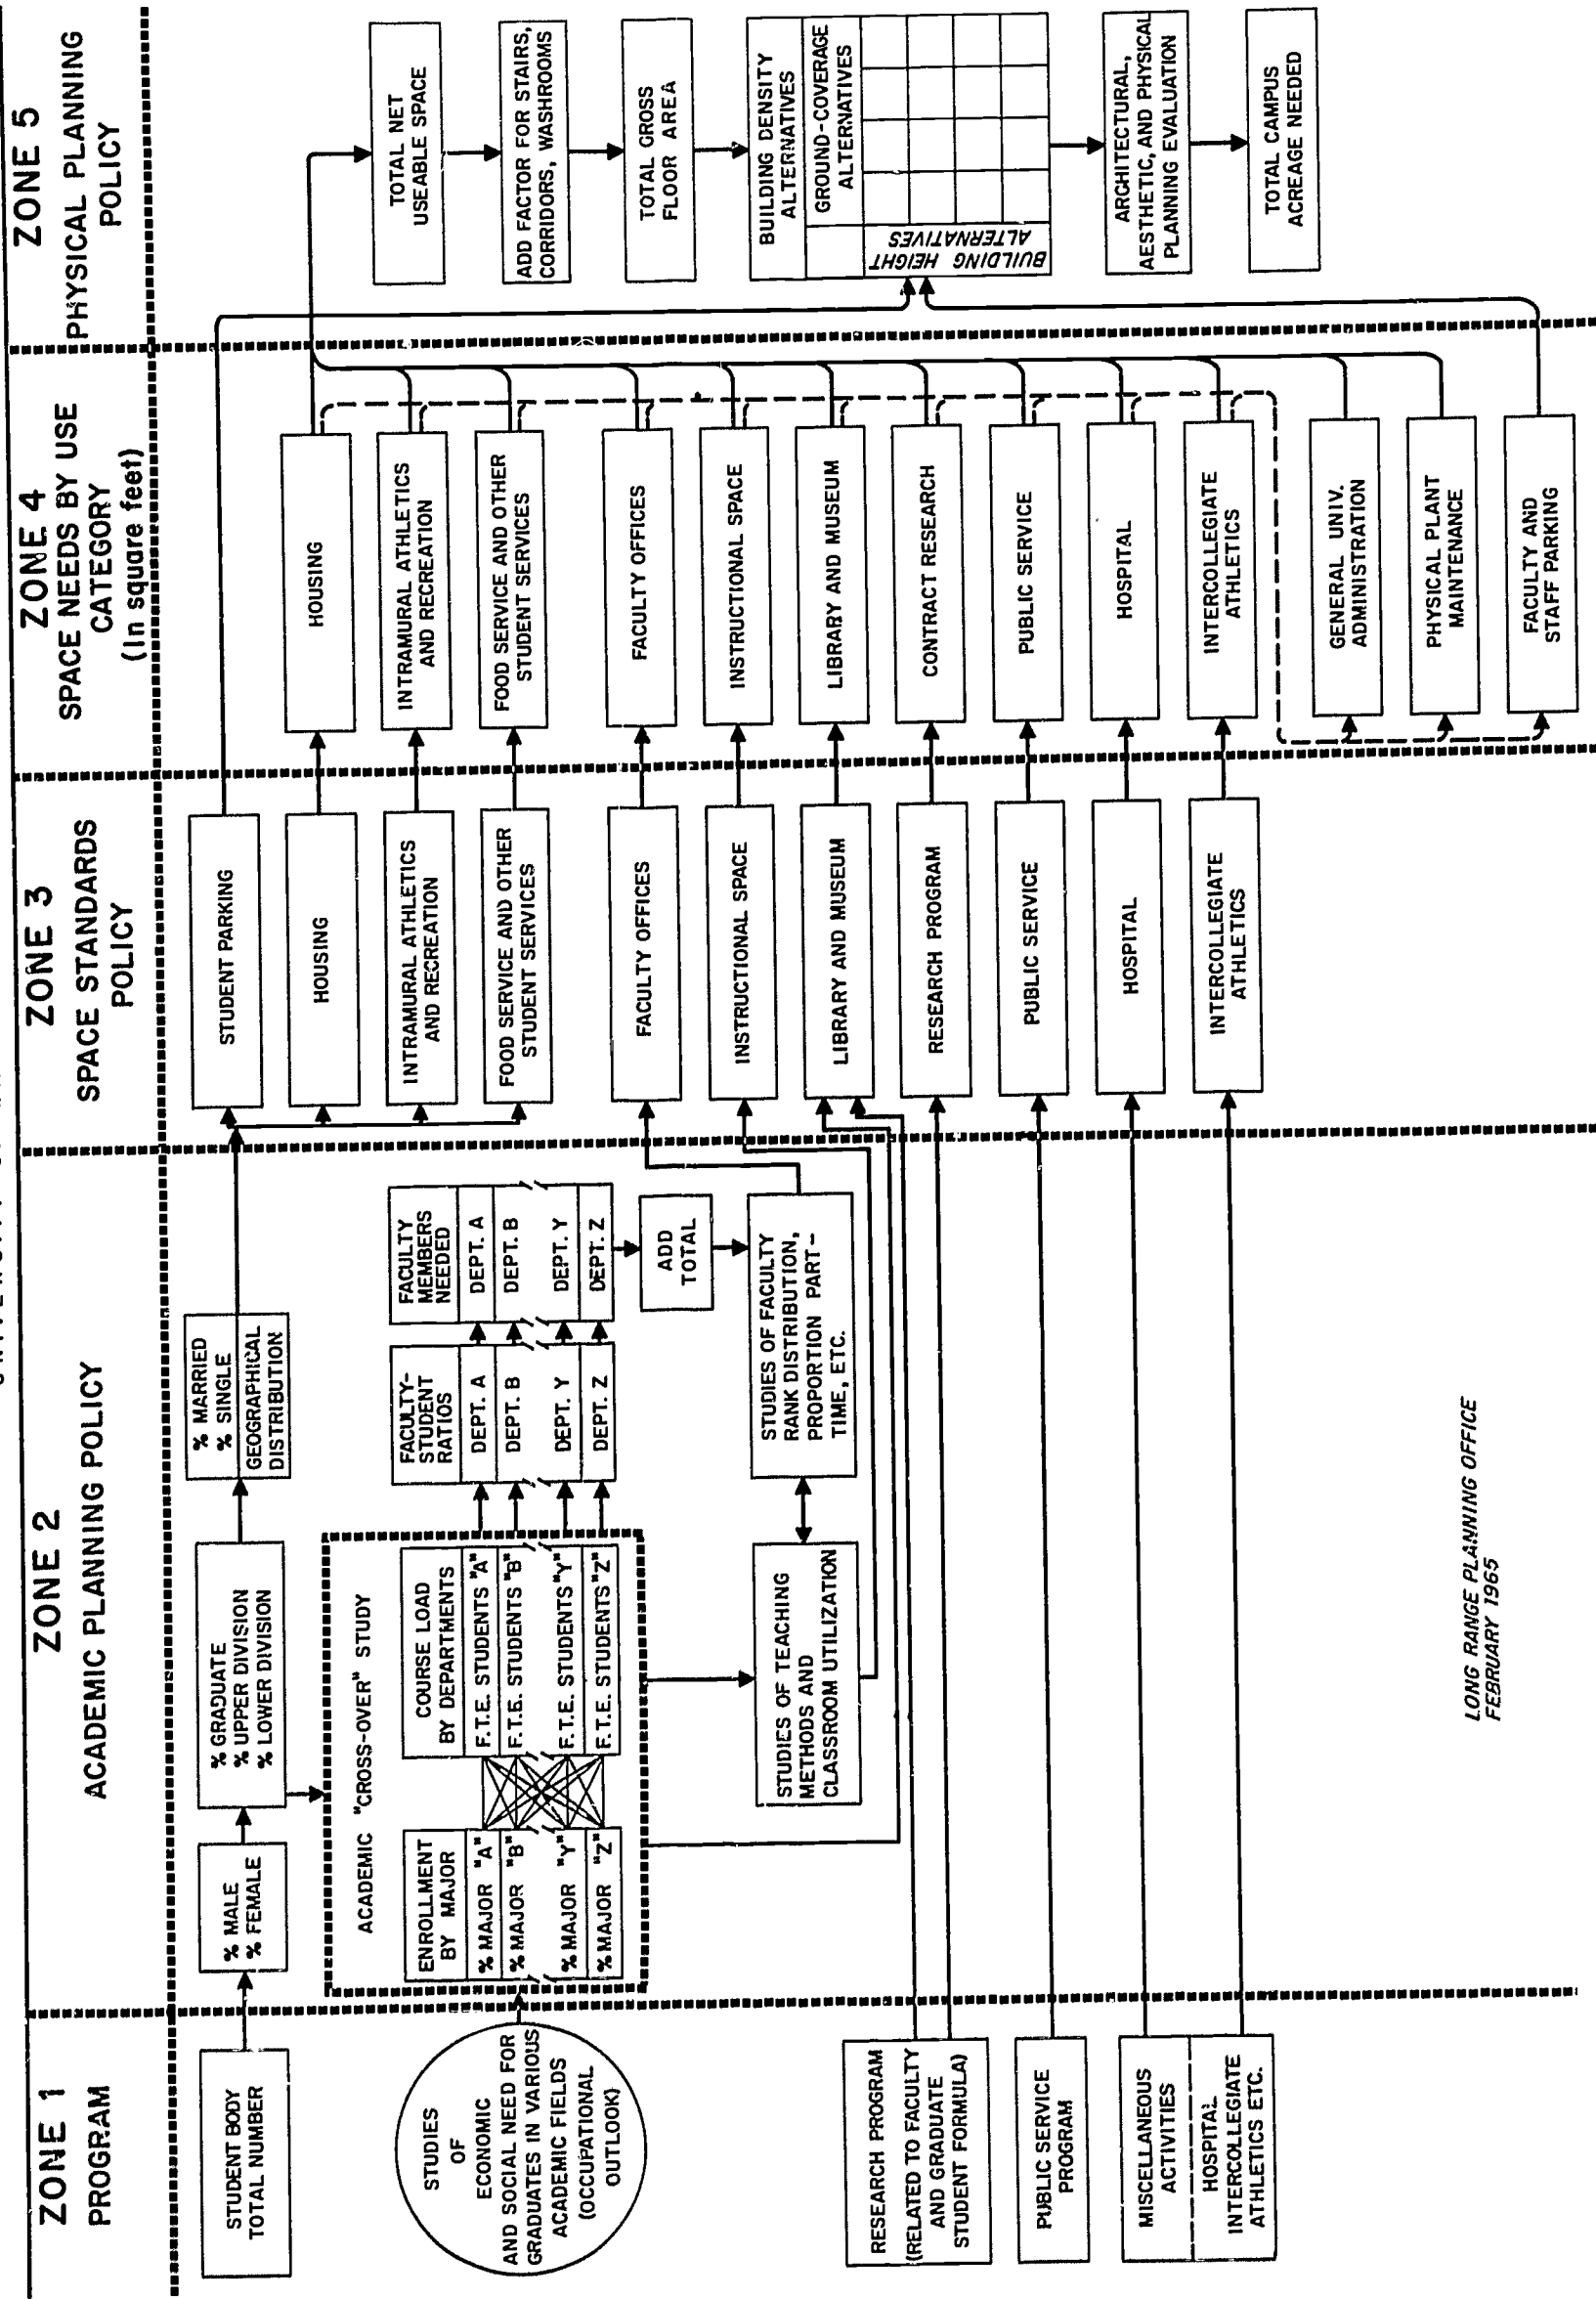 ZONE 1
PROGRAM
ZONE 2
ACADEMIC PLANNING POLICY
ZONE 3
SPACE STANDARDS
POLICY
ZONE 4
SPACE NEEDS BY USE
CATEGORY
(In square feet)
ZONE 5
PHYSICAL PLANNING
POLICY
STUDENT BODY
TOTAL NUMBER
STUDIES
OF
ECONOMIC
AND SOCIAL NEED FOR
GRADUATES IN VARIOUS
ACADEMIC FIELDS
(OCCUPATIONAL
OUTLOOK)
RESEARCH PROGRAM
(RELATED TO FACULTY
AND GRADUATE
STUDENT FORMULA)
PUBLIC SERVICE
PROGRAM
MISCELLANEOUS
ACTIVITIES
HOSPITAL
INTERCOLLEGIATE
ATHLETICS ETC.
% MALE
% FEMALE
% GRADUATE
% UPPER DIVISION
% LOWER DIVISION
% MARRIED
% SINGLE
GEOGRAPHICAL
DISTRIBUTION
ACADEMIC "CROSS-OVER" STUDY
ENROLLMENT
BY MAJOR
% MAJOR "A"
% MAJOR "B"
% MAJOR "Y"
% MAJOR "Z"
COURSE LOAD
BY DEPARTMENTS
F.T.E. STUDENTS "A"
F.T.E. STUDENTS "B"
F.T.E. STUDENTS "Y"
F.T.E. STUDENTS "Z"
FACULTY-
STUDENT
RATIOS
DEPT. A
DEPT. B
DEPT. Y
DEPT. Z
FACULTY
MEMBERS
NEEDED
DEPT. A
DEPT. B
DEPT. Y
DEPT. Z
ADD
TOTAL
STUDIES OF TEACHING
METHODS AND
CLASSROOM UTILIZATION
STUDIES OF FACULTY
RANK DISTRIBUTION,
PROPORTION PART-
TIME, ETC.
STUDENT PARKING
HOUSING
INTRAMURAL ATHLETICS
AND RECREATION
FOOD SERVICE AND OTHER
STUDENT SERVICES
FACULTY OFFICES
INSTRUCTIONAL SPACE
LIBRARY AND MUSEUM
RESEARCH PROGRAM
PUBLIC SERVICE
HOSPITAL
INTERCOLLEGIATE
ATHLETICS
HOUSING
INTRAMURAL ATHLETICS
AND RECREATION
FOOD SERVICE AND OTHER
STUDENT SERVICES
FACULTY OFFICES
INSTRUCTIONAL SPACE
LIBRARY AND MUSEUM
CONTRACT RESEARCH
PUBLIC SERVICE
HOSPITAL
INTERCOLLEGIATE
ATHLETICS
GENERAL UNIV.
ADMINISTRATION
PHYSICAL PLANT
MAINTENANCE
FACULTY AND
STAFF PARKING
TOTAL NET
USEABLE SPACE
ADD FACTOR FOR STAIRS,
CORRIDORS, WASHROOMS
TOTAL GROSS
FLOOR AREA
BUILDING DENSITY
ALTERNATIVES
GROUND-COVERAGE
ALTERNATIVES
BUILDING HEIGHT
ALTERNATIVES
ARCHITECTURAL,
AESTHETIC, AND PHYSICAL
PLANNING EVALUATION
TOTAL CAMPUS
ACREAGE NEEDED
LONG RANGE PLANNING OFFICE
FEBRUARY 1965